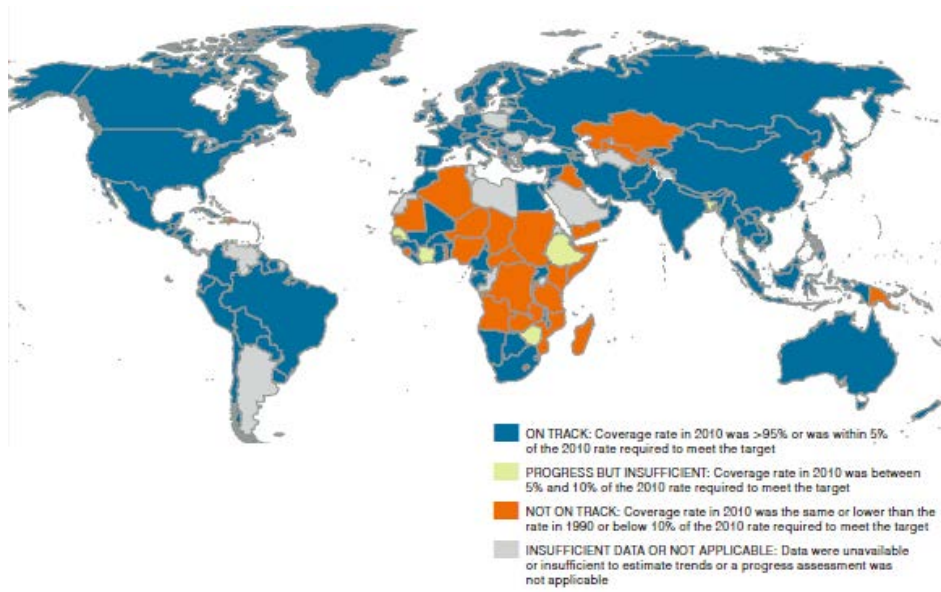 ON TRACK: Coverage rate in 2010 was >95% or was within 5%
of the 2010 rate required to meet the target
PROGRESS BUT INSUFFICIENT: Coverage rate in 2010 was between
5% and 10% of the 2010 rate required to meet the target
NOT ON TRACK: Coverage rate in 2010 was the same or lower than the
rate in 1990 or below 10% of the 2010 rate required to meet the target
INSUFFICIENT DATA OR NOT APPLICABLE: Data were unavailable
or insufficient to estimate trends or a progress assessment was
not applicable